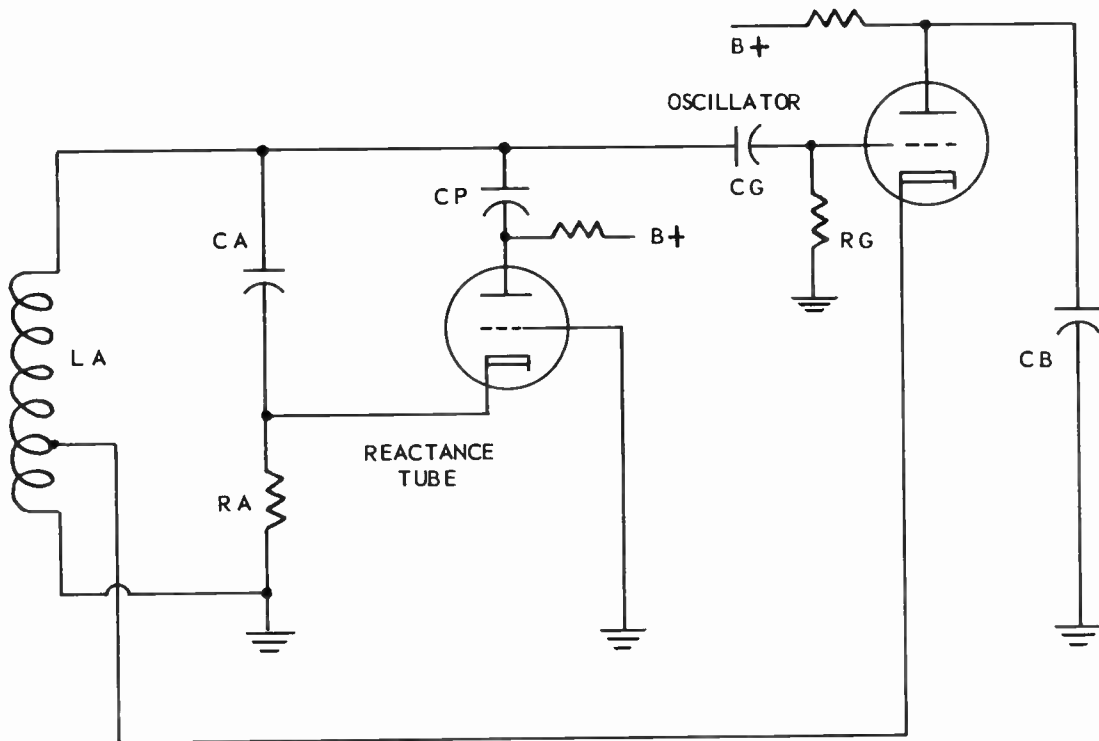 B+
OSCILLATOR
CG
CP
B+
RG
CA
LA
CB
REACTANCE
TUBE
RA